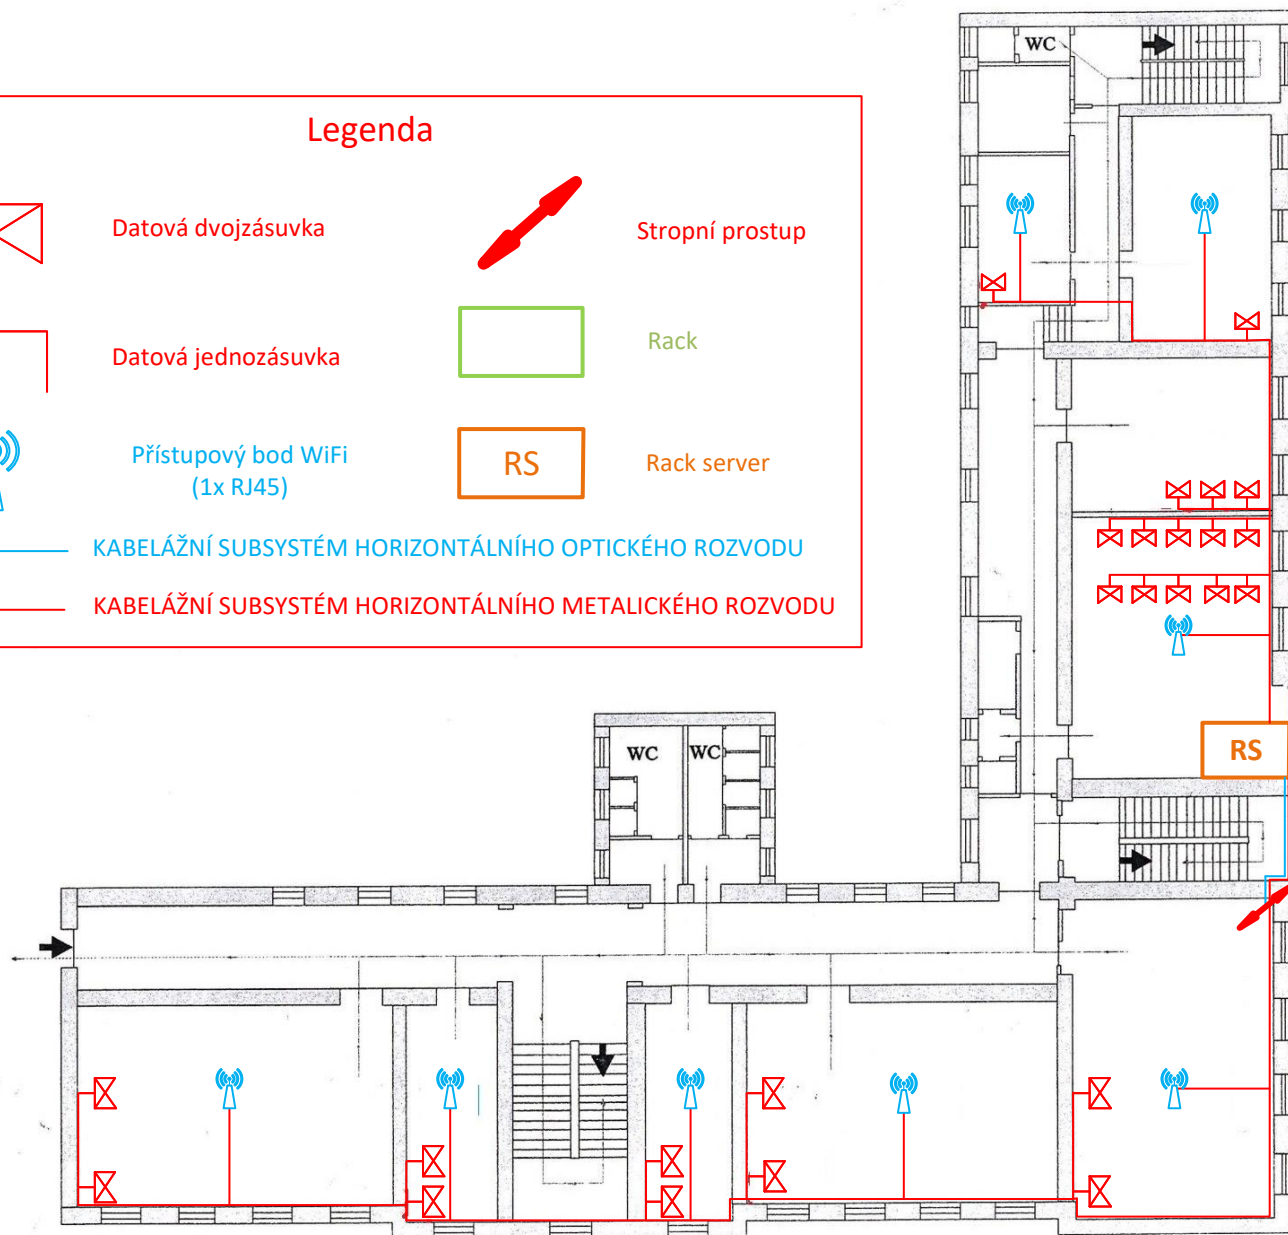 WC
Legenda
Datová dvojzásuvka
Stropní prostup
Datová jednozásuvka
Rack
Přístupový bod WiFi
(1x RJ45)
RS
Rack server
KABELÁŽNÍ SUBSYSTÉM HORIZONTÁLNÍHO OPTICKÉHO ROZVODU
KABELÁŽNÍ SUBSYSTÉM HORIZONTÁLNÍHO METALICKÉHO ROZVODU
RS
WC
WC